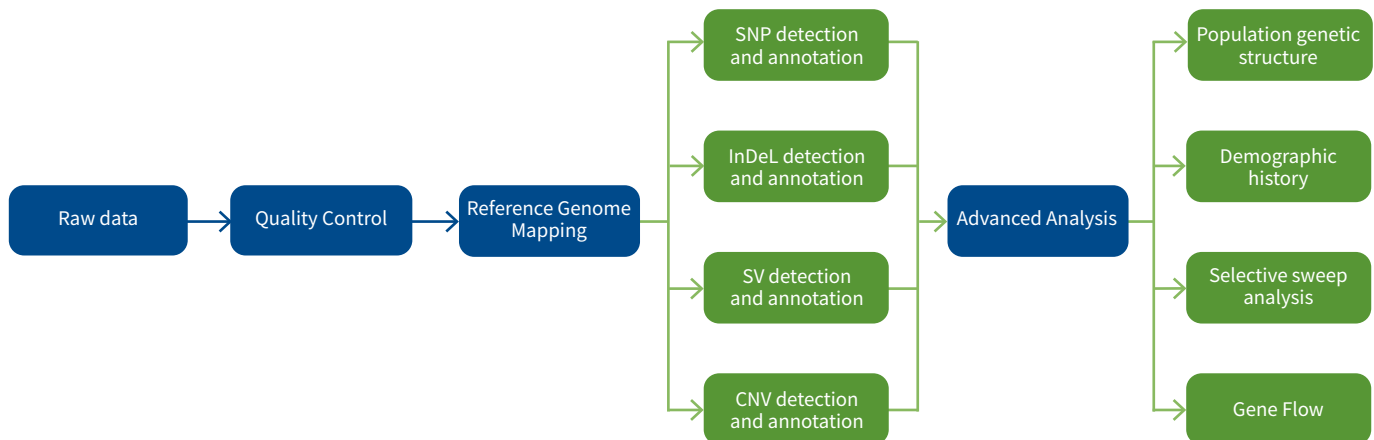 Raw data
Quality Control
Reference Genome
Mapping
SNP detection
and annotation
InDeL detection
and annotation
SV detection
and annotation
CNV detection
and annotation
Advanced Analysis
Population genetic
structure
Demographic
history
Selective sweep
analysis
Gene Flow